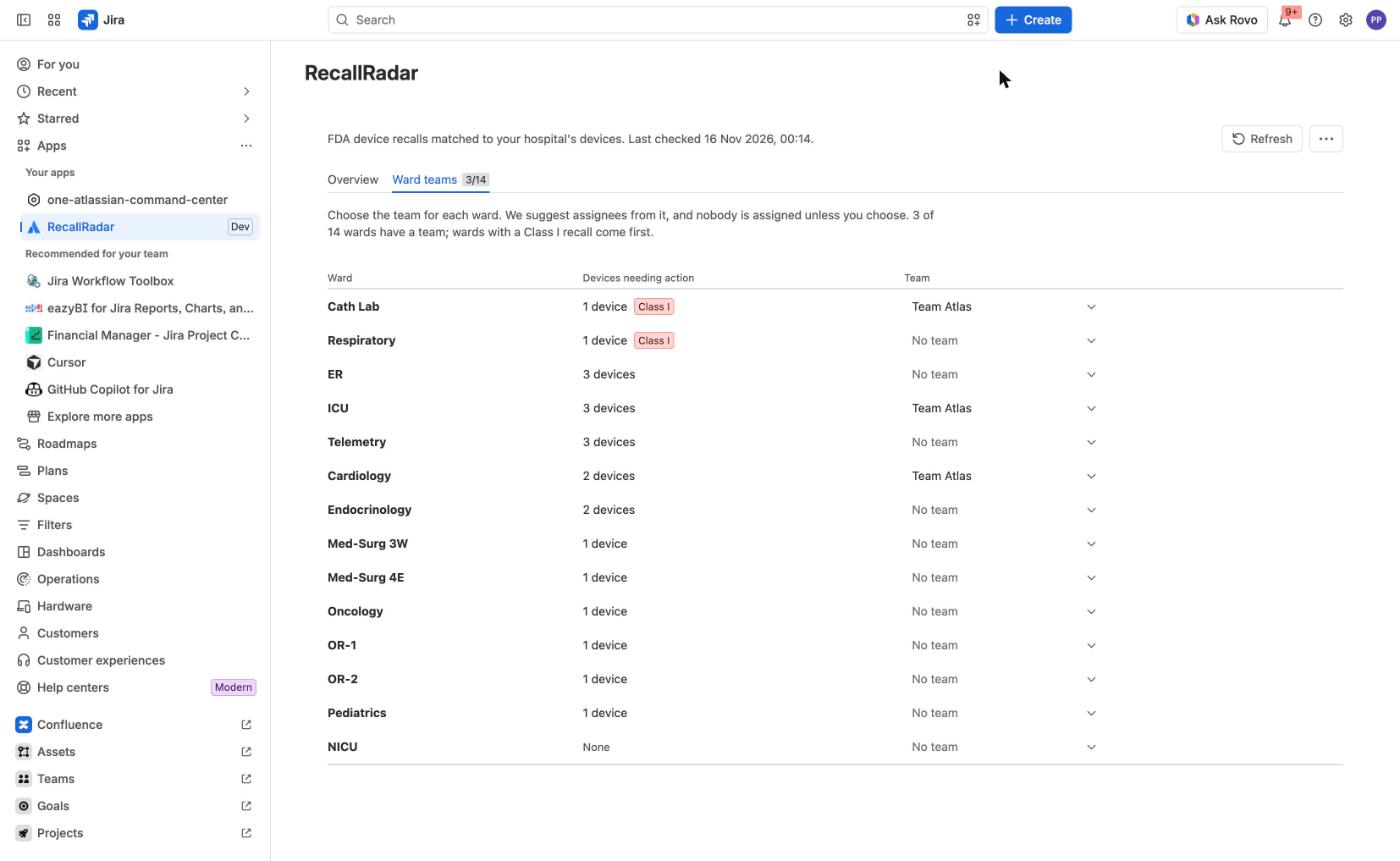 Jira
Search
Create
Ask Rovo
9+
PP
For you
Recent
Starred
Apps
Your apps
one-atlassian-command-center
RecallRadar
Dev
Recommended for your team
Jira Workflow Toolbox
eazyBI for Jira Reports, Charts, an...
Financial Manager - Jira Project C...
Cursor
GitHub Copilot for Jira
Explore more apps
Roadmaps
Plans
Spaces
Filters
Dashboards
Operations
Hardware
Customers
Customer experiences
Help centers
Modern
Confluence
Assets
Teams
Goals
Projects
RecallRadar
FDA device recalls matched to your hospital's devices. Last checked 16 Nov 2026, 00:14.
Refresh
Overview
Ward teams 3/14
Choose the team for each ward. We suggest assignees from it, and nobody is assigned unless you choose. 3 of
14 wards have a team; wards with a Class I recall come first.
Ward Devices needing action Team
Cath Lab 1 device Class I Team Atlas
Respiratory 1 device Class I No team
ER 3 devices No team
ICU 3 devices Team Atlas
Telemetry 3 devices No team
Cardiology 2 devices Team Atlas
Endocrinology 2 devices No team
Med-Surg 3W 1 device No team
Med-Surg 4E 1 device No team
Oncology 1 device No team
OR-1 1 device No team
OR-2 1 device No team
Pediatrics 1 device No team
NICU None No team